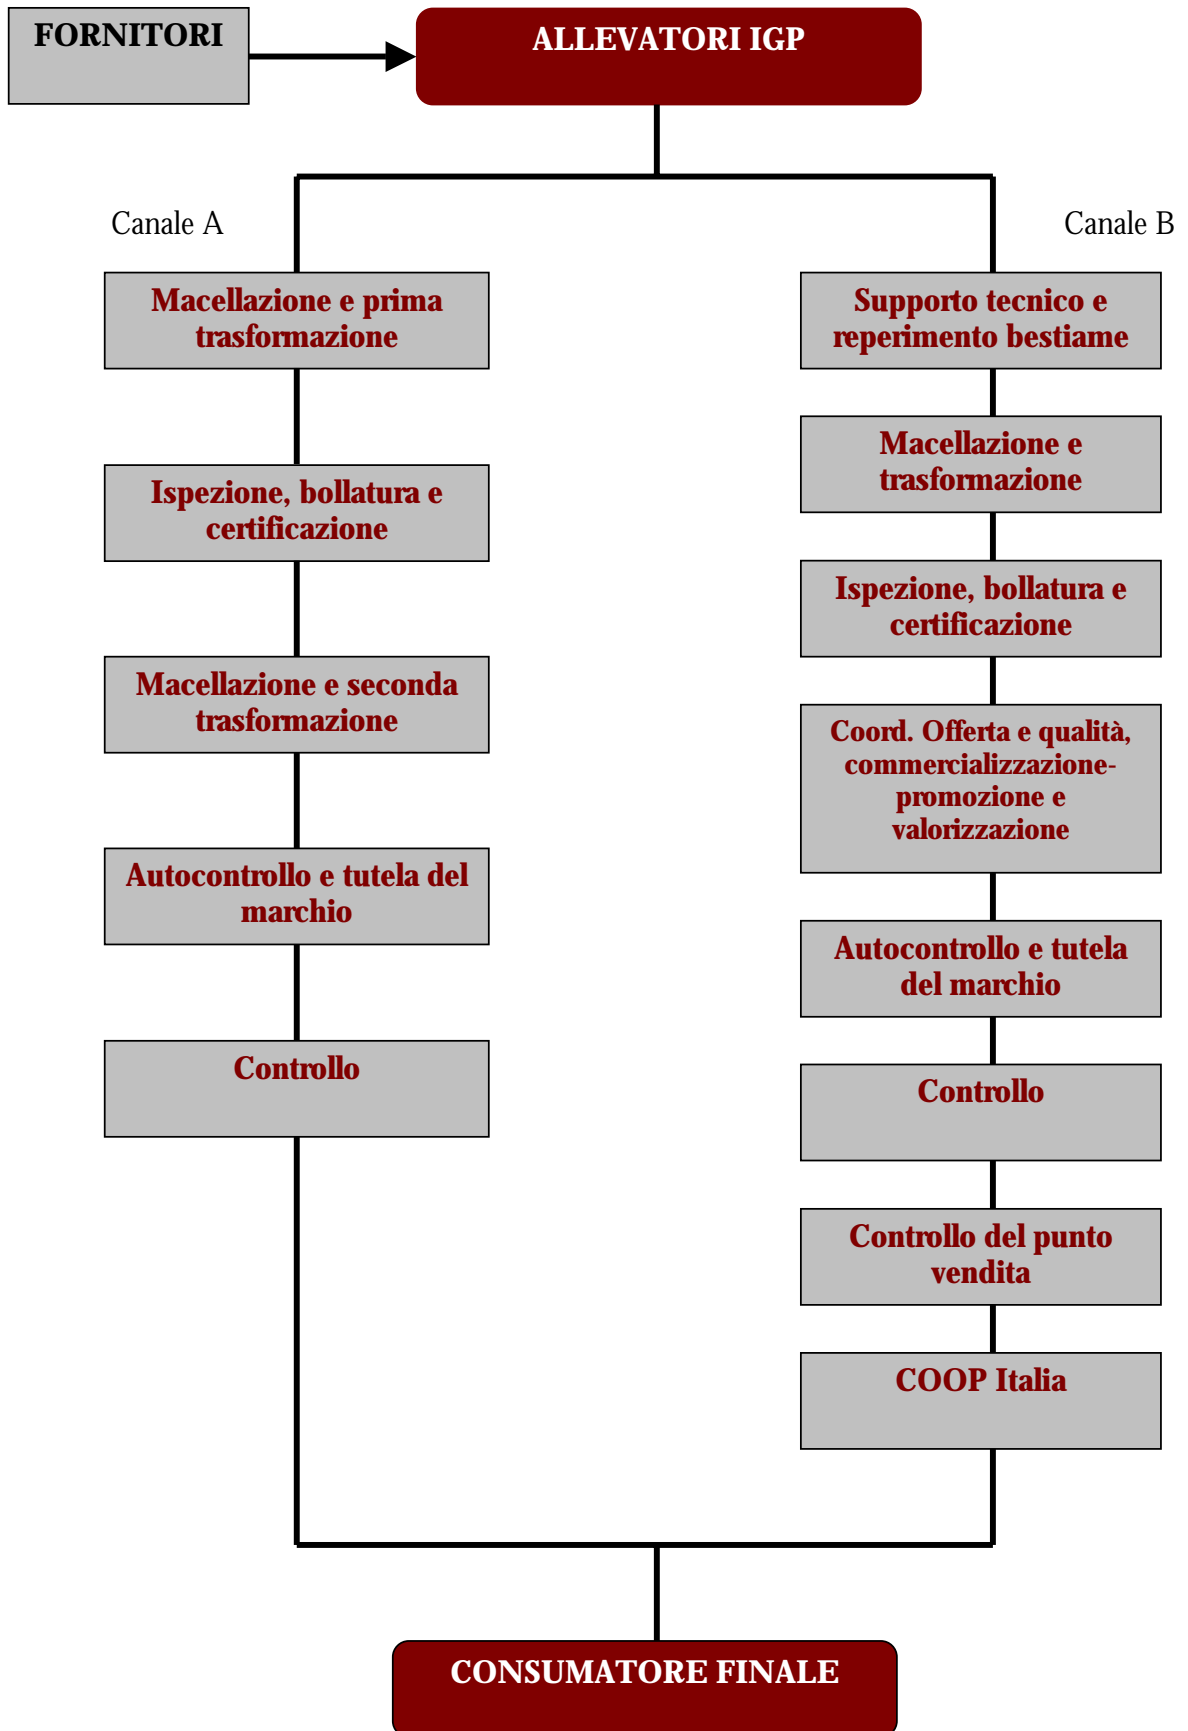 FORNITORI
ALLEVATORI IGP
Canale A
Canale B
Macellazione e prima
trasformazione
Ispezione, bollatura e
certificazione
Macellazione e seconda
trasformazione
Autocontrollo e tutela del
marchio
Controllo
Supporto tecnico e
reperimento bestiame
Macellazione e
trasformazione
Ispezione, bollatura e
certificazione
Coord. Offerta e qualità,
commercializzazione-
promozione e
valorizzazione
Autocontrollo e tutela
del marchio
Controllo
Controllo del punto
vendita
COOP Italia
CONSUMATORE FINALE